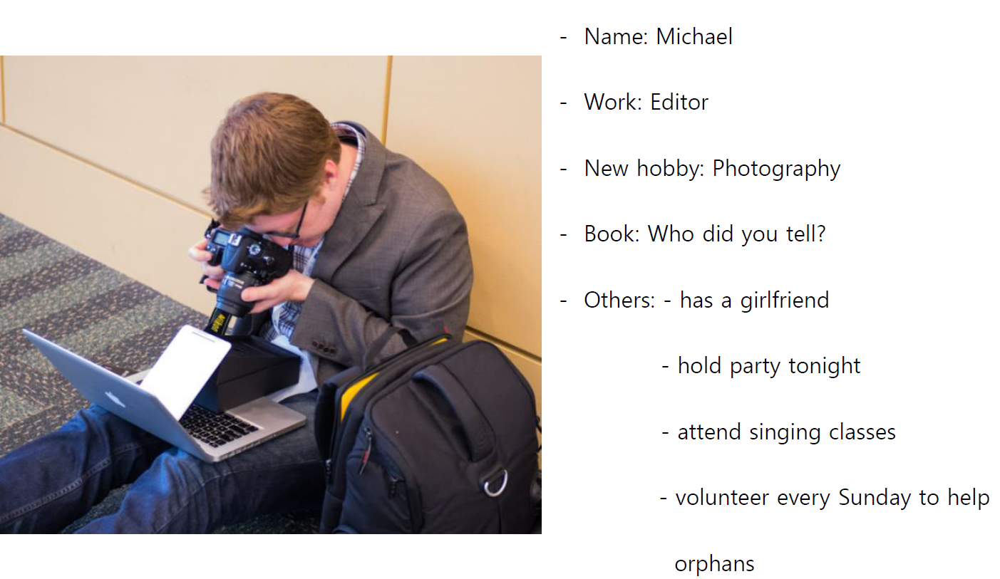 - Name: Michael
- Work: Editor
- New hobby: Photography
- Book: Who did you tell?
- Others: - has a girlfriend
- hold party tonight
- attend singing classes
- volunteer every Sunday to help
orphans
Nikon